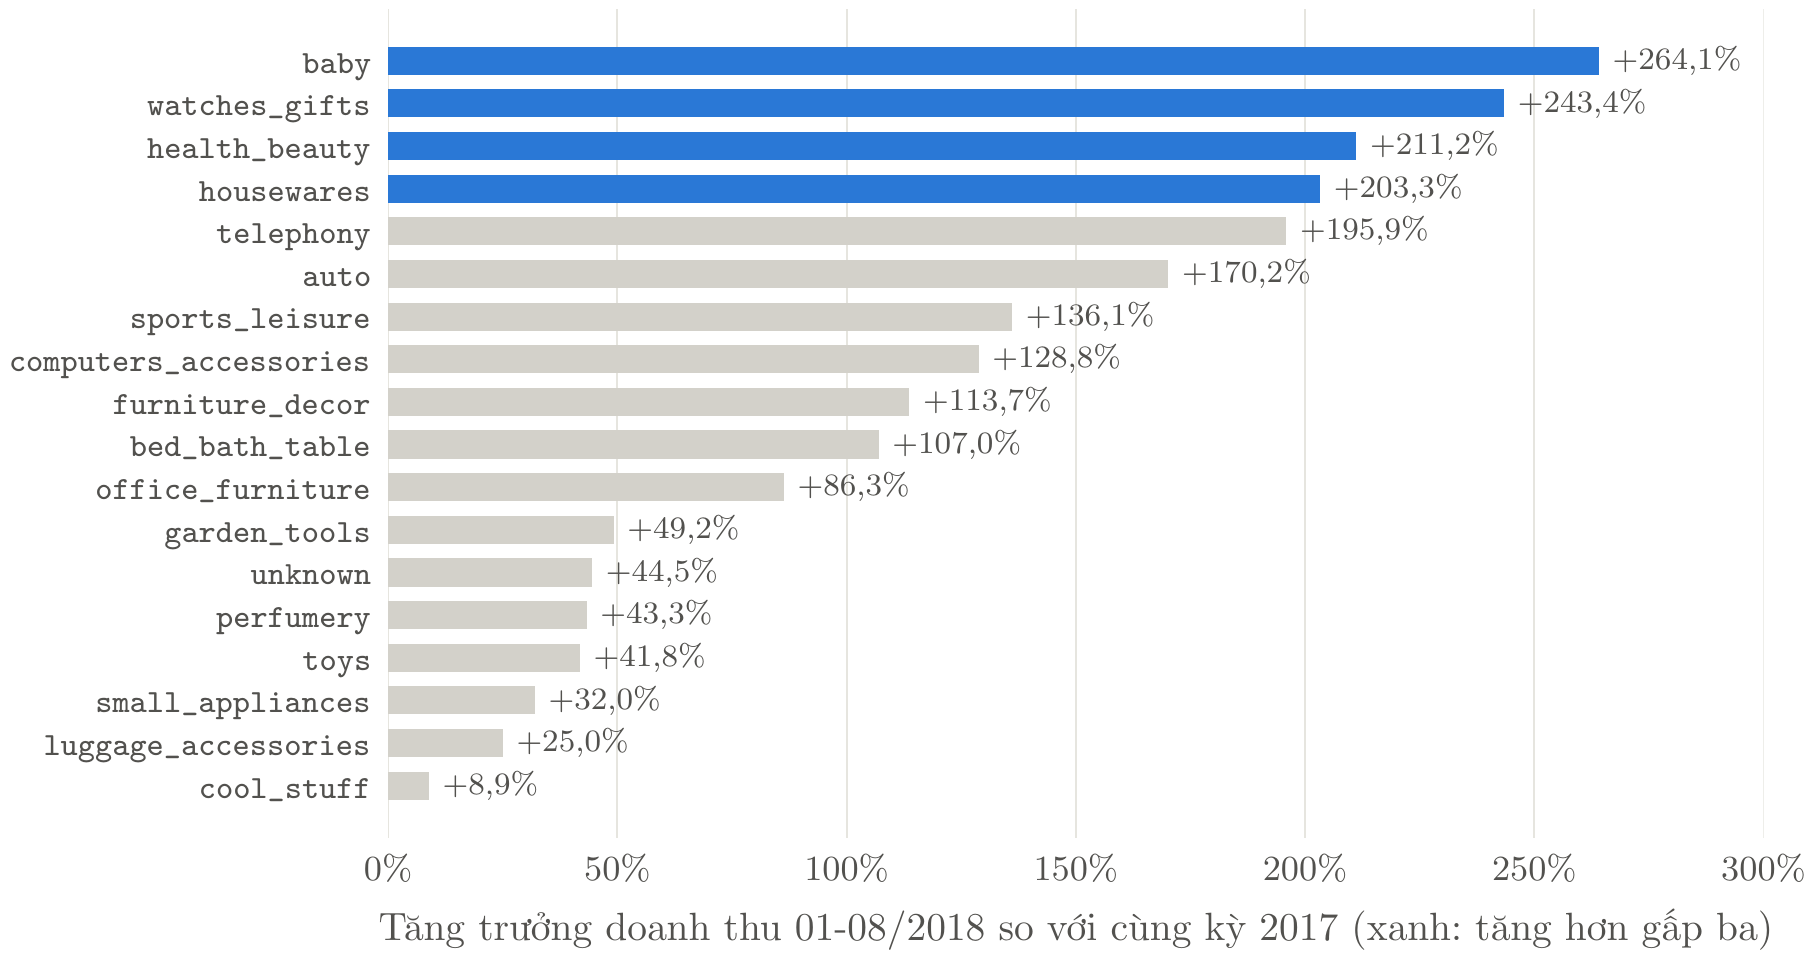 baby +264,1%
watches_gifts +243,4%
health_beauty +211,2%
housewares +203,3%
telephony +195,9%
auto +170,2%
sports_leisure +136,1%
computers_accessories +128,8%
furniture_decor +113,7%
bed_bath_table +107,0%
office_furniture +86,3%
garden_tools +49,2%
unknown +44,5%
perfumery +43,3%
toys +41,8%
small_appliances +32,0%
luggage_accessories +25,0%
cool_stuff +8,9%
0% 50% 100% 150% 200% 250% 300%
Tăng trưởng doanh thu 01-08/2018 so với cùng kỳ 2017 (xanh: tăng hơn gấp ba)